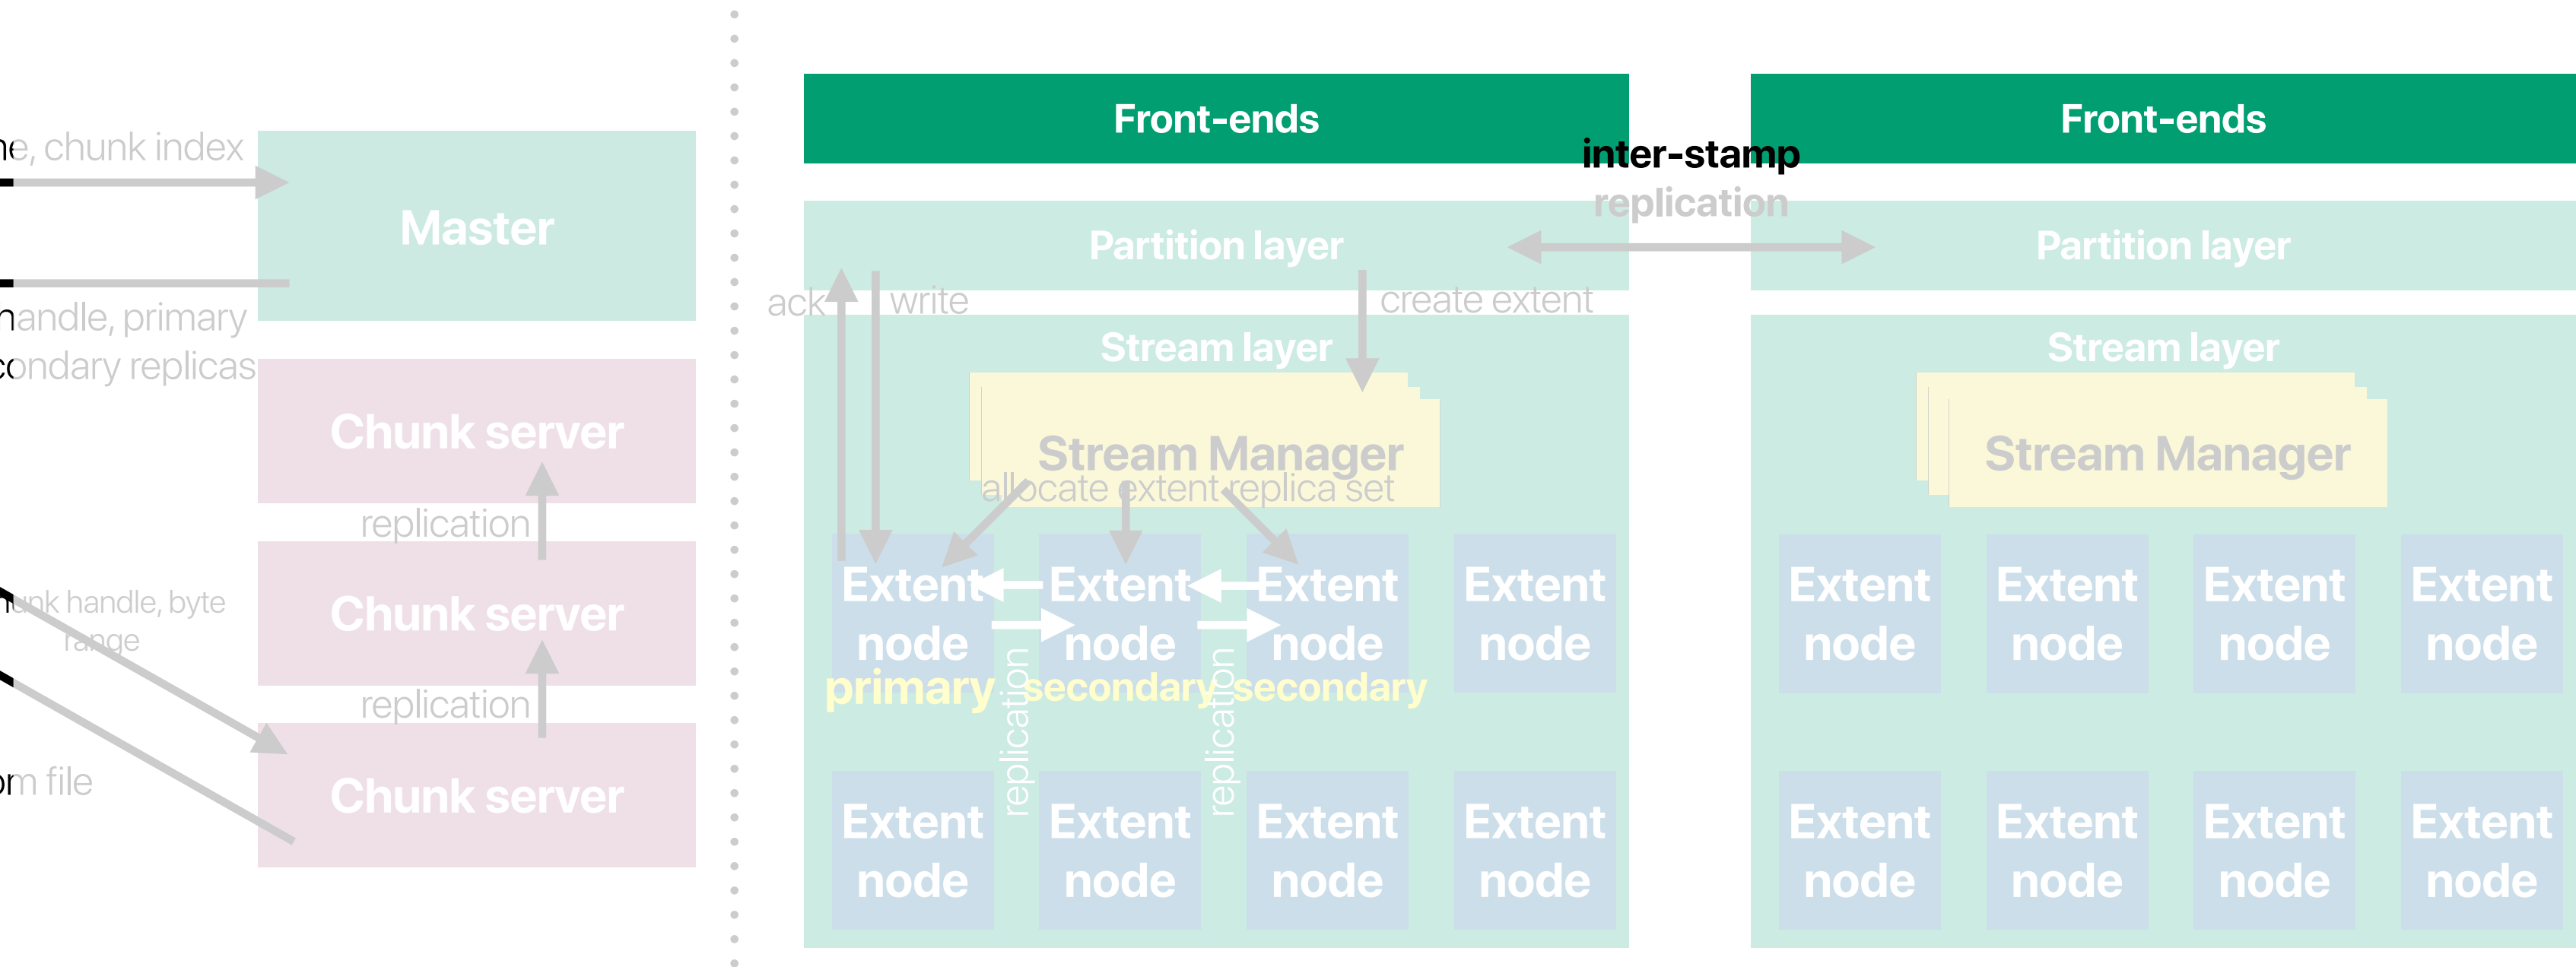 chunk index
Master
replicas
Chunk server
replication
Chunk server
handle, byte
range
replication
Chunk server
file
Front-ends
Front-ends
inter-stamp
replication
Partition layer
Partition layer
ack
write
create extent
Stream layer
Stream layer
Stream Manager
Stream Manager
allocate extent replica set
Extent
node
primary
Extent
node
secondary
Extent
node
secondary
Extent
node
replication
replication
Extent
node
Extent
node
Extent
node
Extent
node
Extent
node
Extent
node
Extent
node
Extent
node
Extent
node
Extent
node
Extent
node
Extent
node
primary